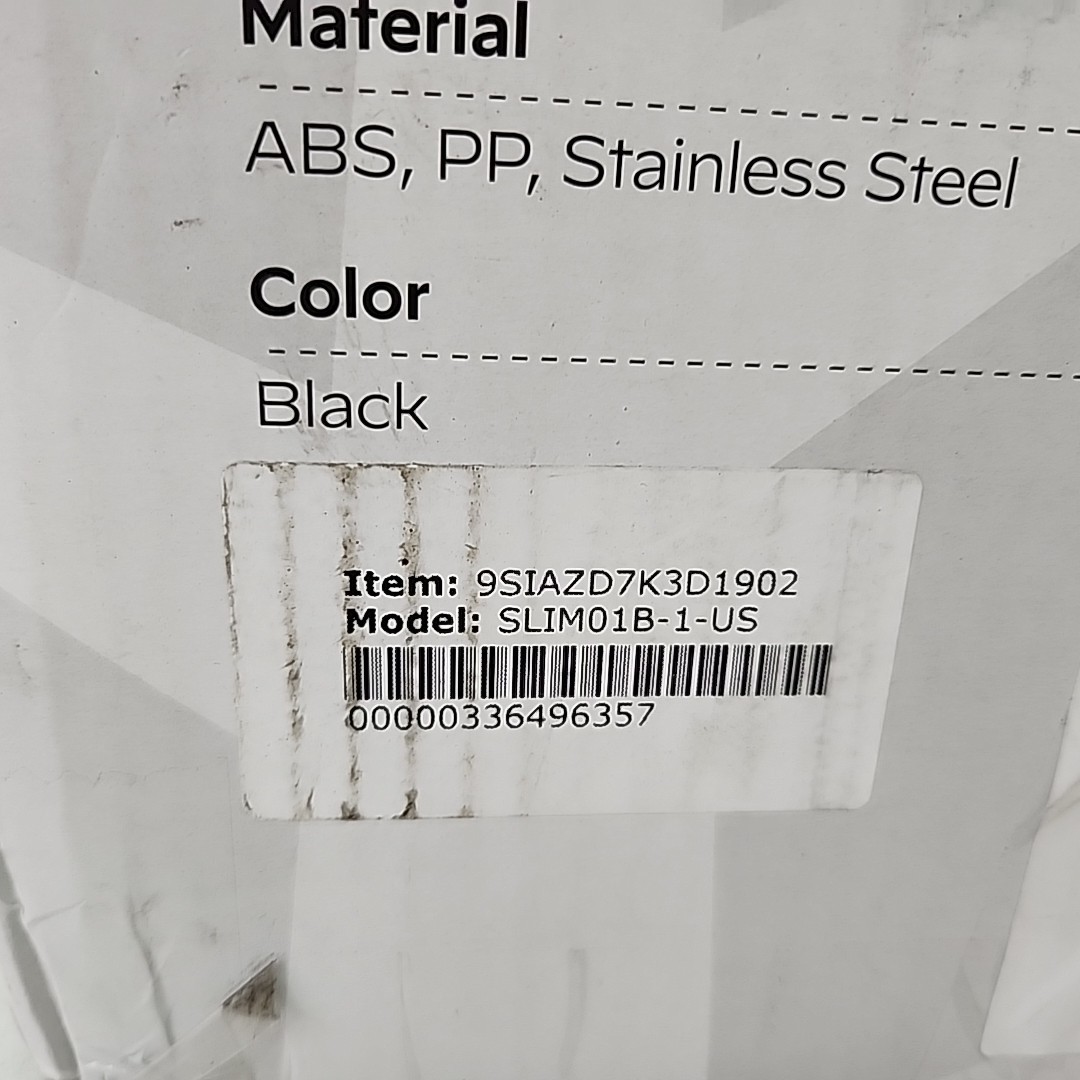 Material
ABS, PP, Stainless Steel
Color
Black
Item: 9SIAZD7K3D1902
Model: SLIM01B-1-US
00000336496357